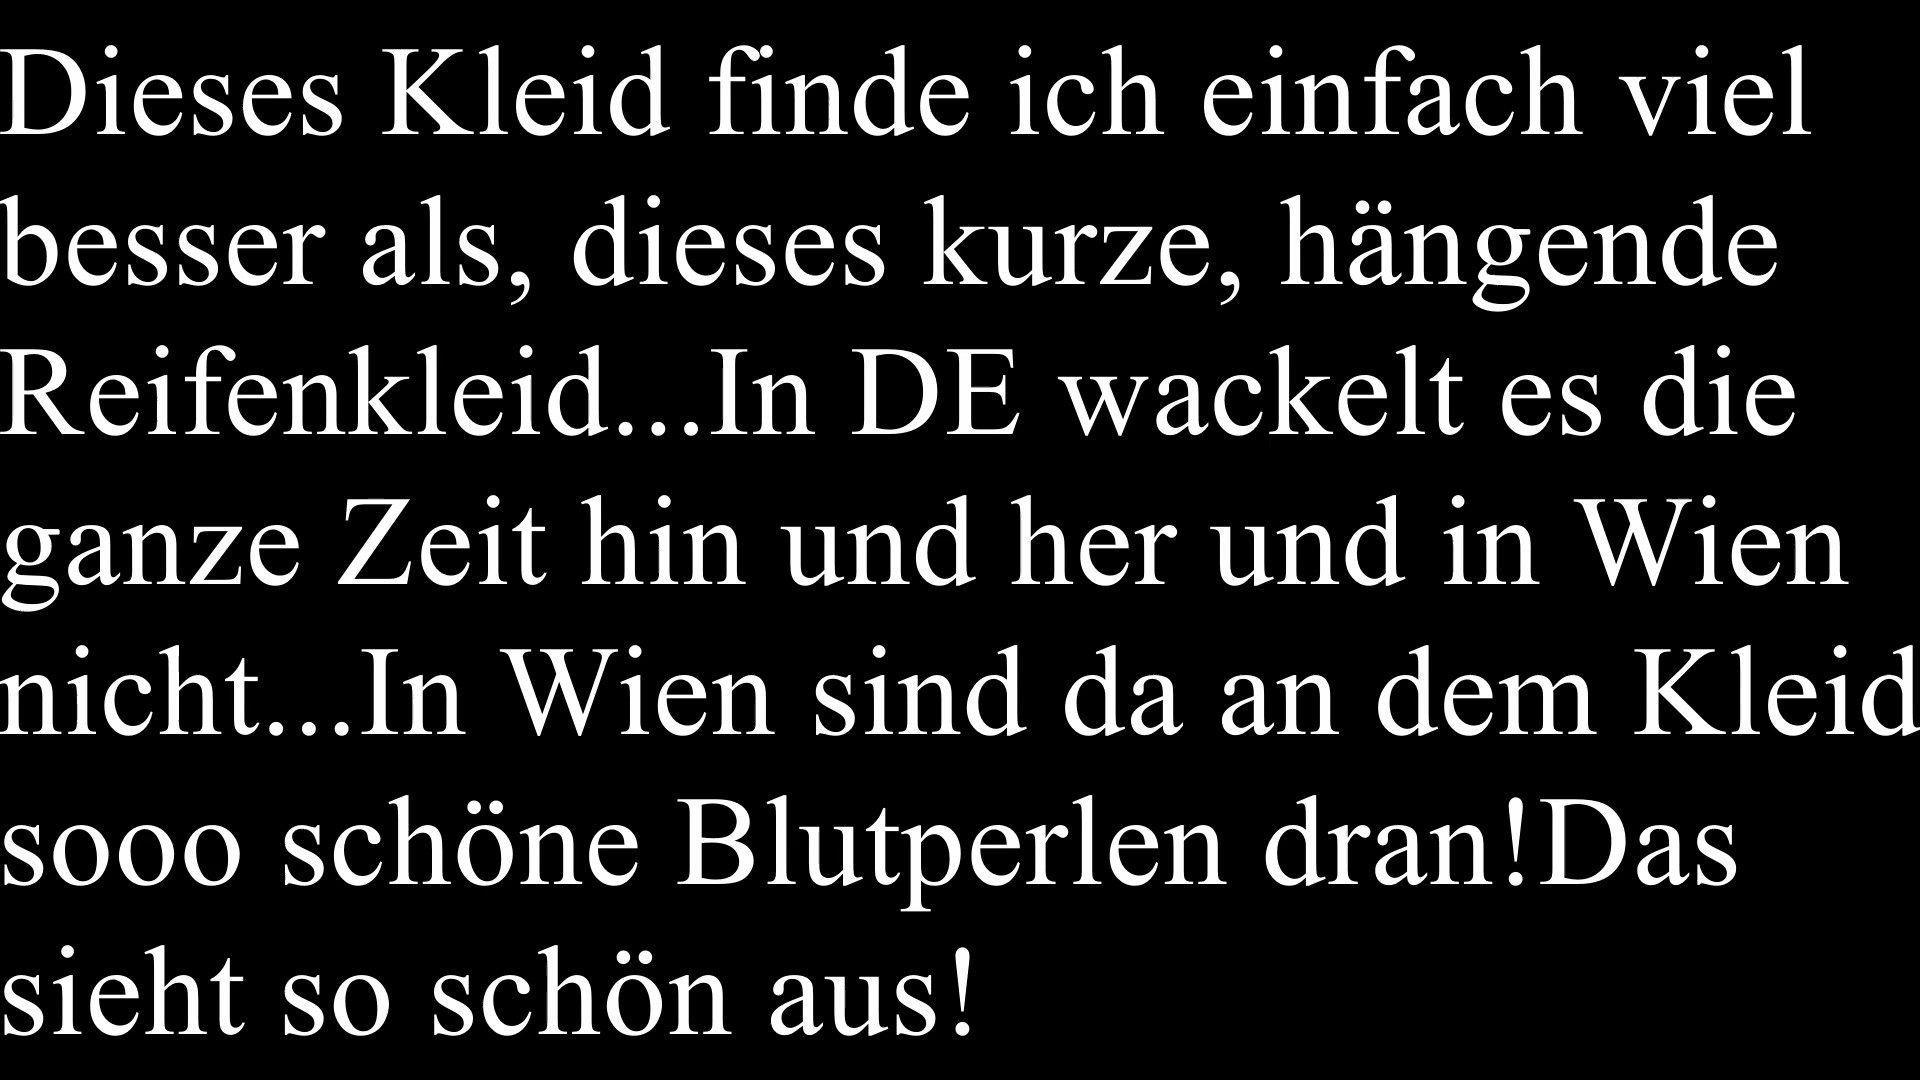 Dieses Kleid finde ich einfach viel
besser als, dieses kurze, hängende
Reifenkleid...In DE wackelt es die
ganze Zeit hin und her und in Wien
nicht...In Wien sind da an dem Kleid
sooo schöne Blutperlen dran!Das
sieht so schön aus!